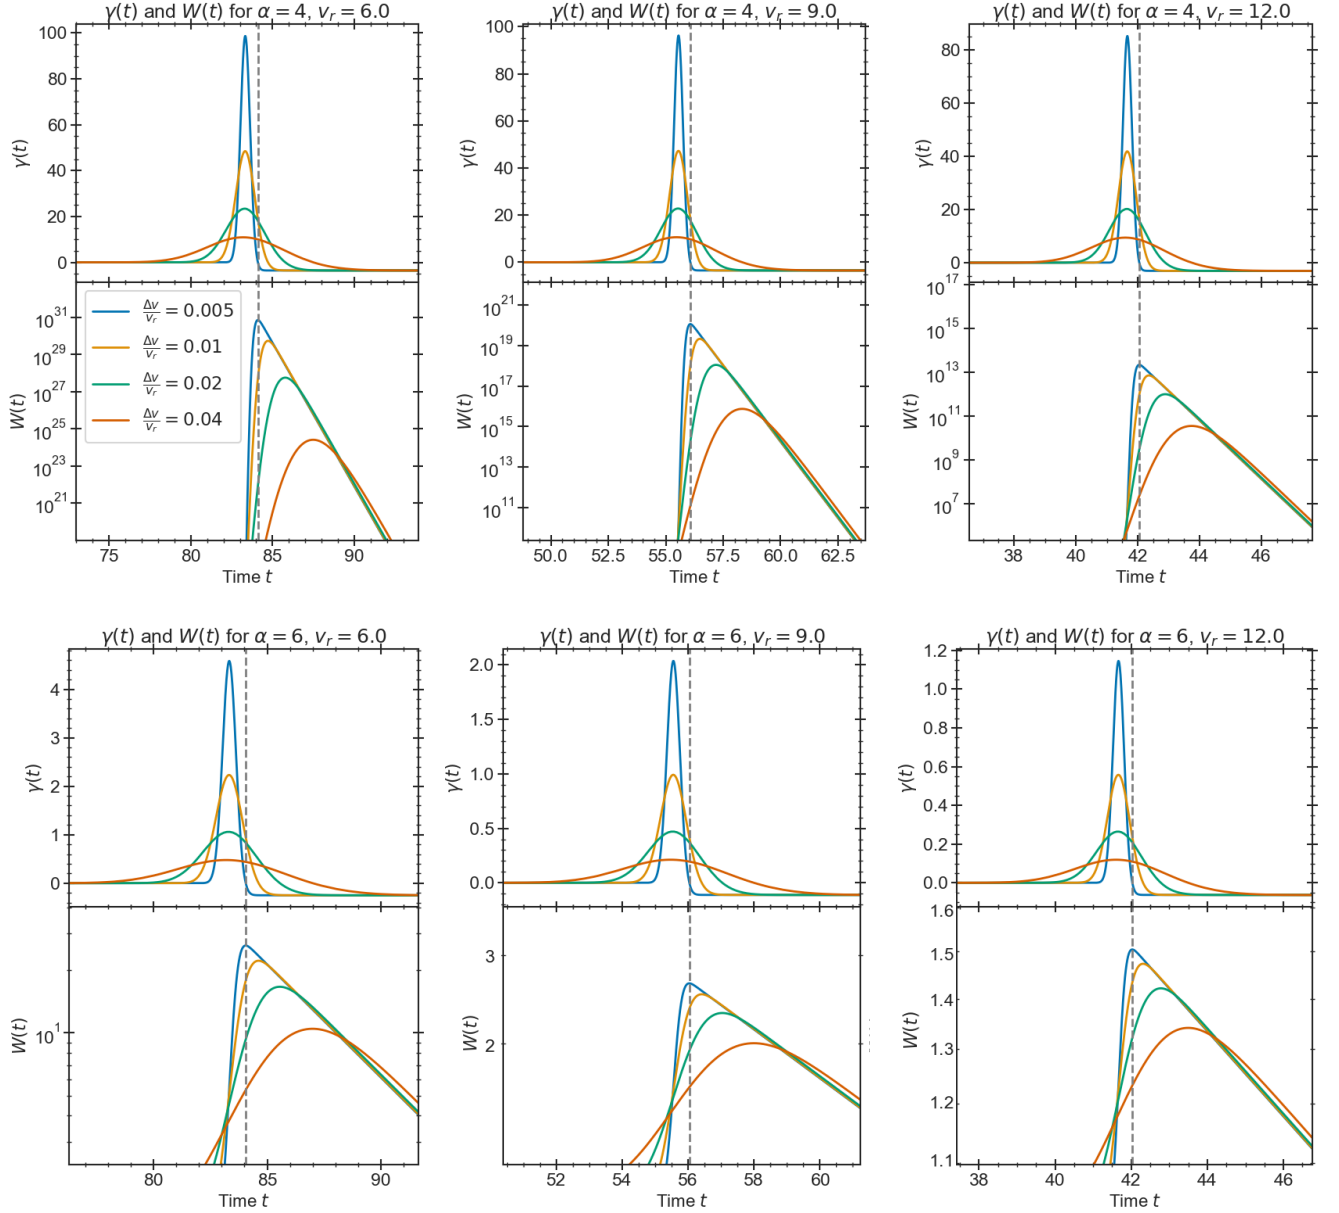 γ(t) and W(t) for α = 4, v_r = 6.0
γ(t) and W(t) for α = 4, v_r = 9.0
γ(t) and W(t) for α = 4, v_r = 12.0
100
80
60
40
20
0
γ(t)
100
80
60
40
20
0
γ(t)
80
60
40
20
0
γ(t)
10^31
10^29
10^27
10^25
10^23
10^21
W(t)
Δv/v_r = 0.005
Δv/v_r = 0.01
Δv/v_r = 0.02
Δv/v_r = 0.04
10^21
10^19
10^17
10^15
10^13
10^11
W(t)
10^17
10^15
10^13
10^11
10^9
10^7
W(t)
75 80 85 90
Time t
50.0 52.5 55.0 57.5 60.0 62.5
Time t
38 40 42 44 46
Time t
γ(t) and W(t) for α = 6, v_r = 6.0
γ(t) and W(t) for α = 6, v_r = 9.0
γ(t) and W(t) for α = 6, v_r = 12.0
4
3
2
1
0
γ(t)
2.0
1.5
1.0
0.5
0.0
γ(t)
1.2
1.0
0.8
0.6
0.4
0.2
0.0
γ(t)
10^1
W(t)
3
2
W(t)
1.6
1.5
1.4
1.3
1.2
1.1
W(t)
80 85 90
Time t
52 54 56 58 60
Time t
38 40 42 44 46
Time t